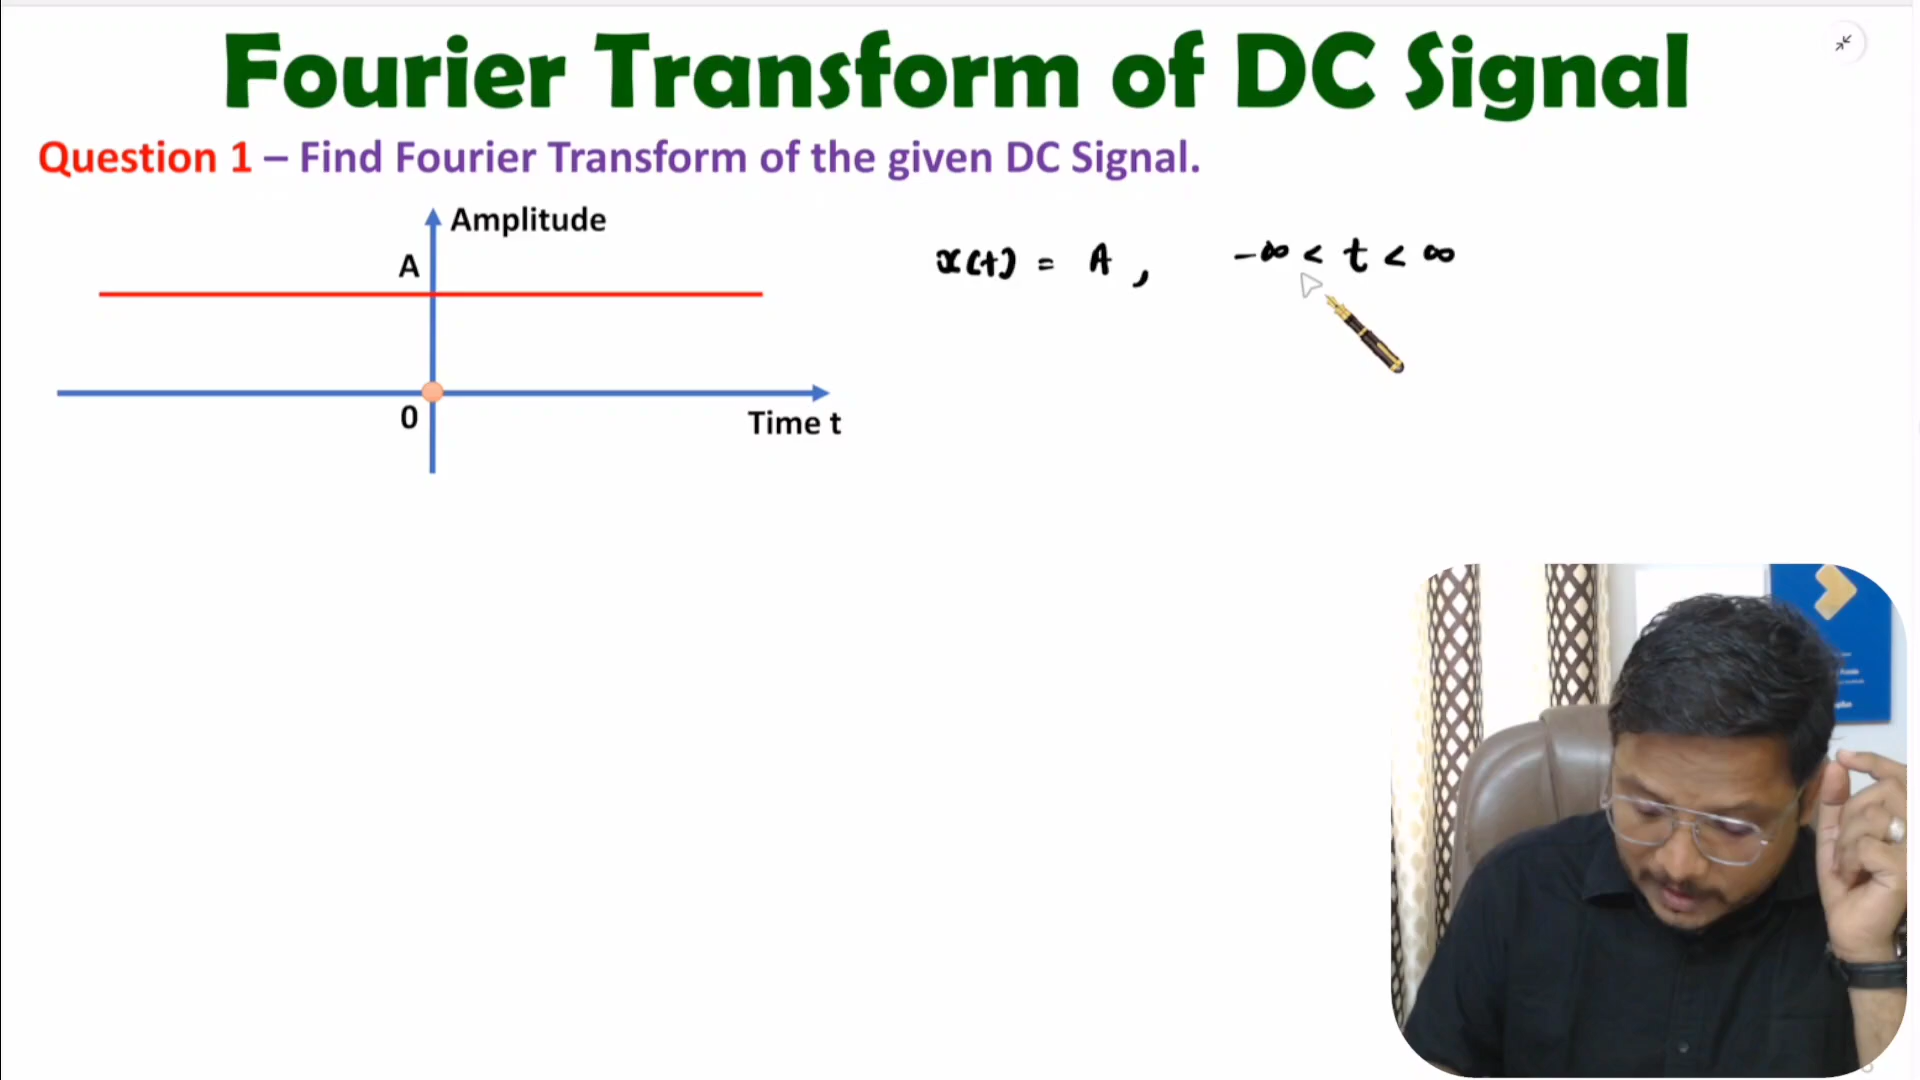 Fourier Transform of DC Signal
Question 1 – Find Fourier Transform of the given DC Signal.
Amplitude
A
x(t) = A , -∞ < t < ∞
0
Time t